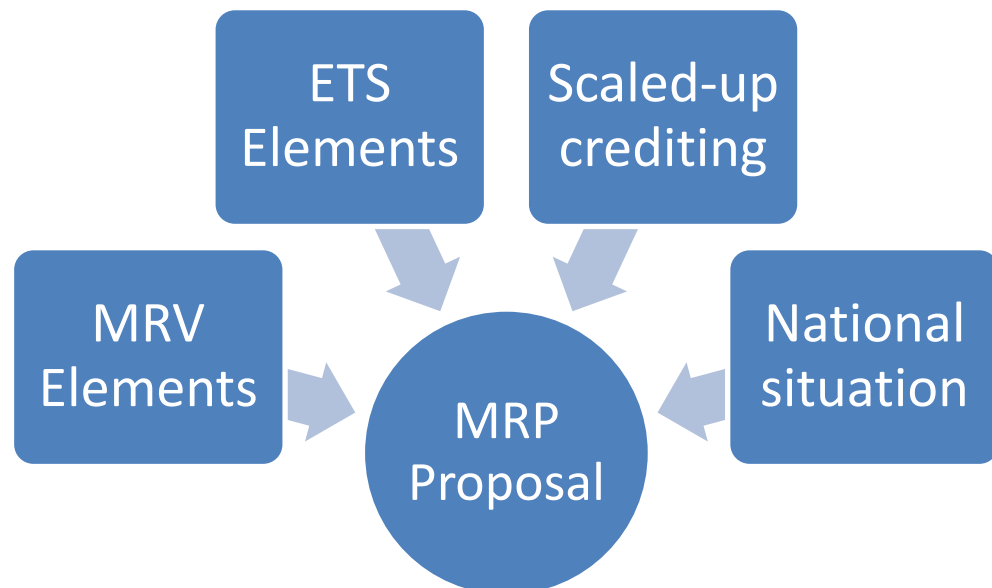 ETS
Elements
Scaled-up
crediting
MRV
Elements
National
situation
MRP
Proposal